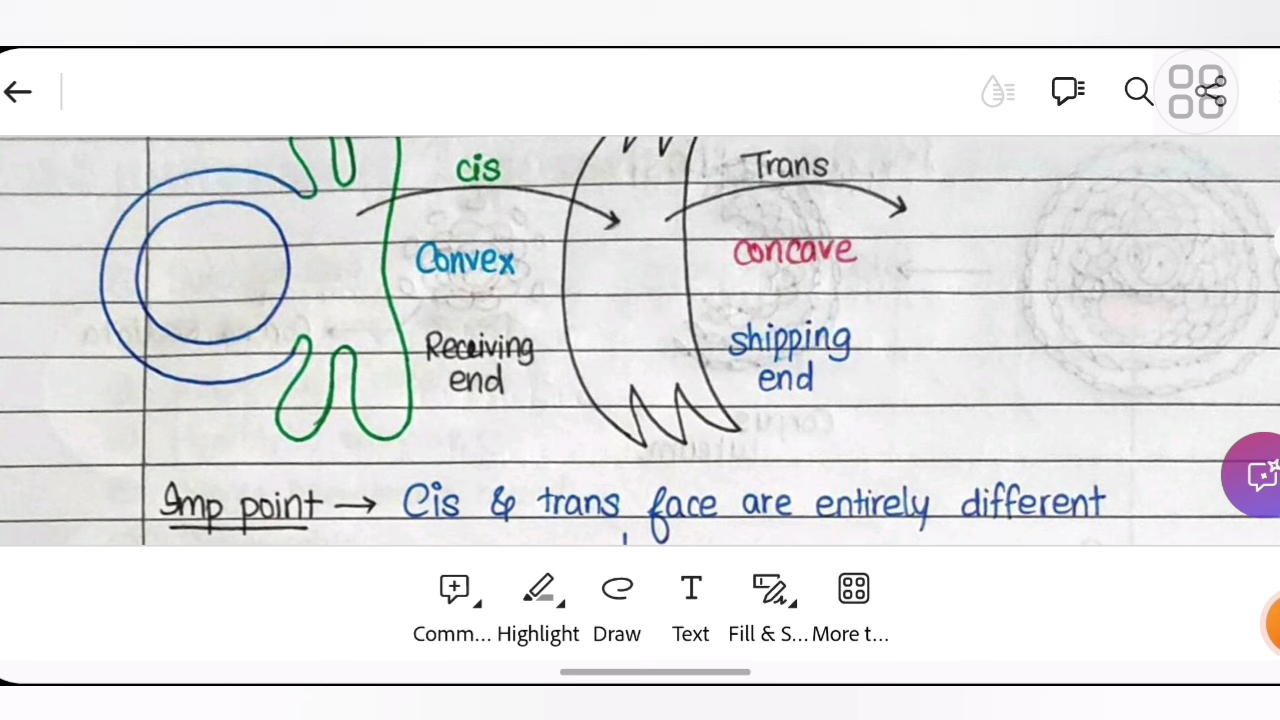 cis
Trans
Convex
concave
Receiving
end
shipping
end
Imp point → Cis & trans face are entirely different
Comm...
Highlight
Draw
Text
Fill & S...
More t...